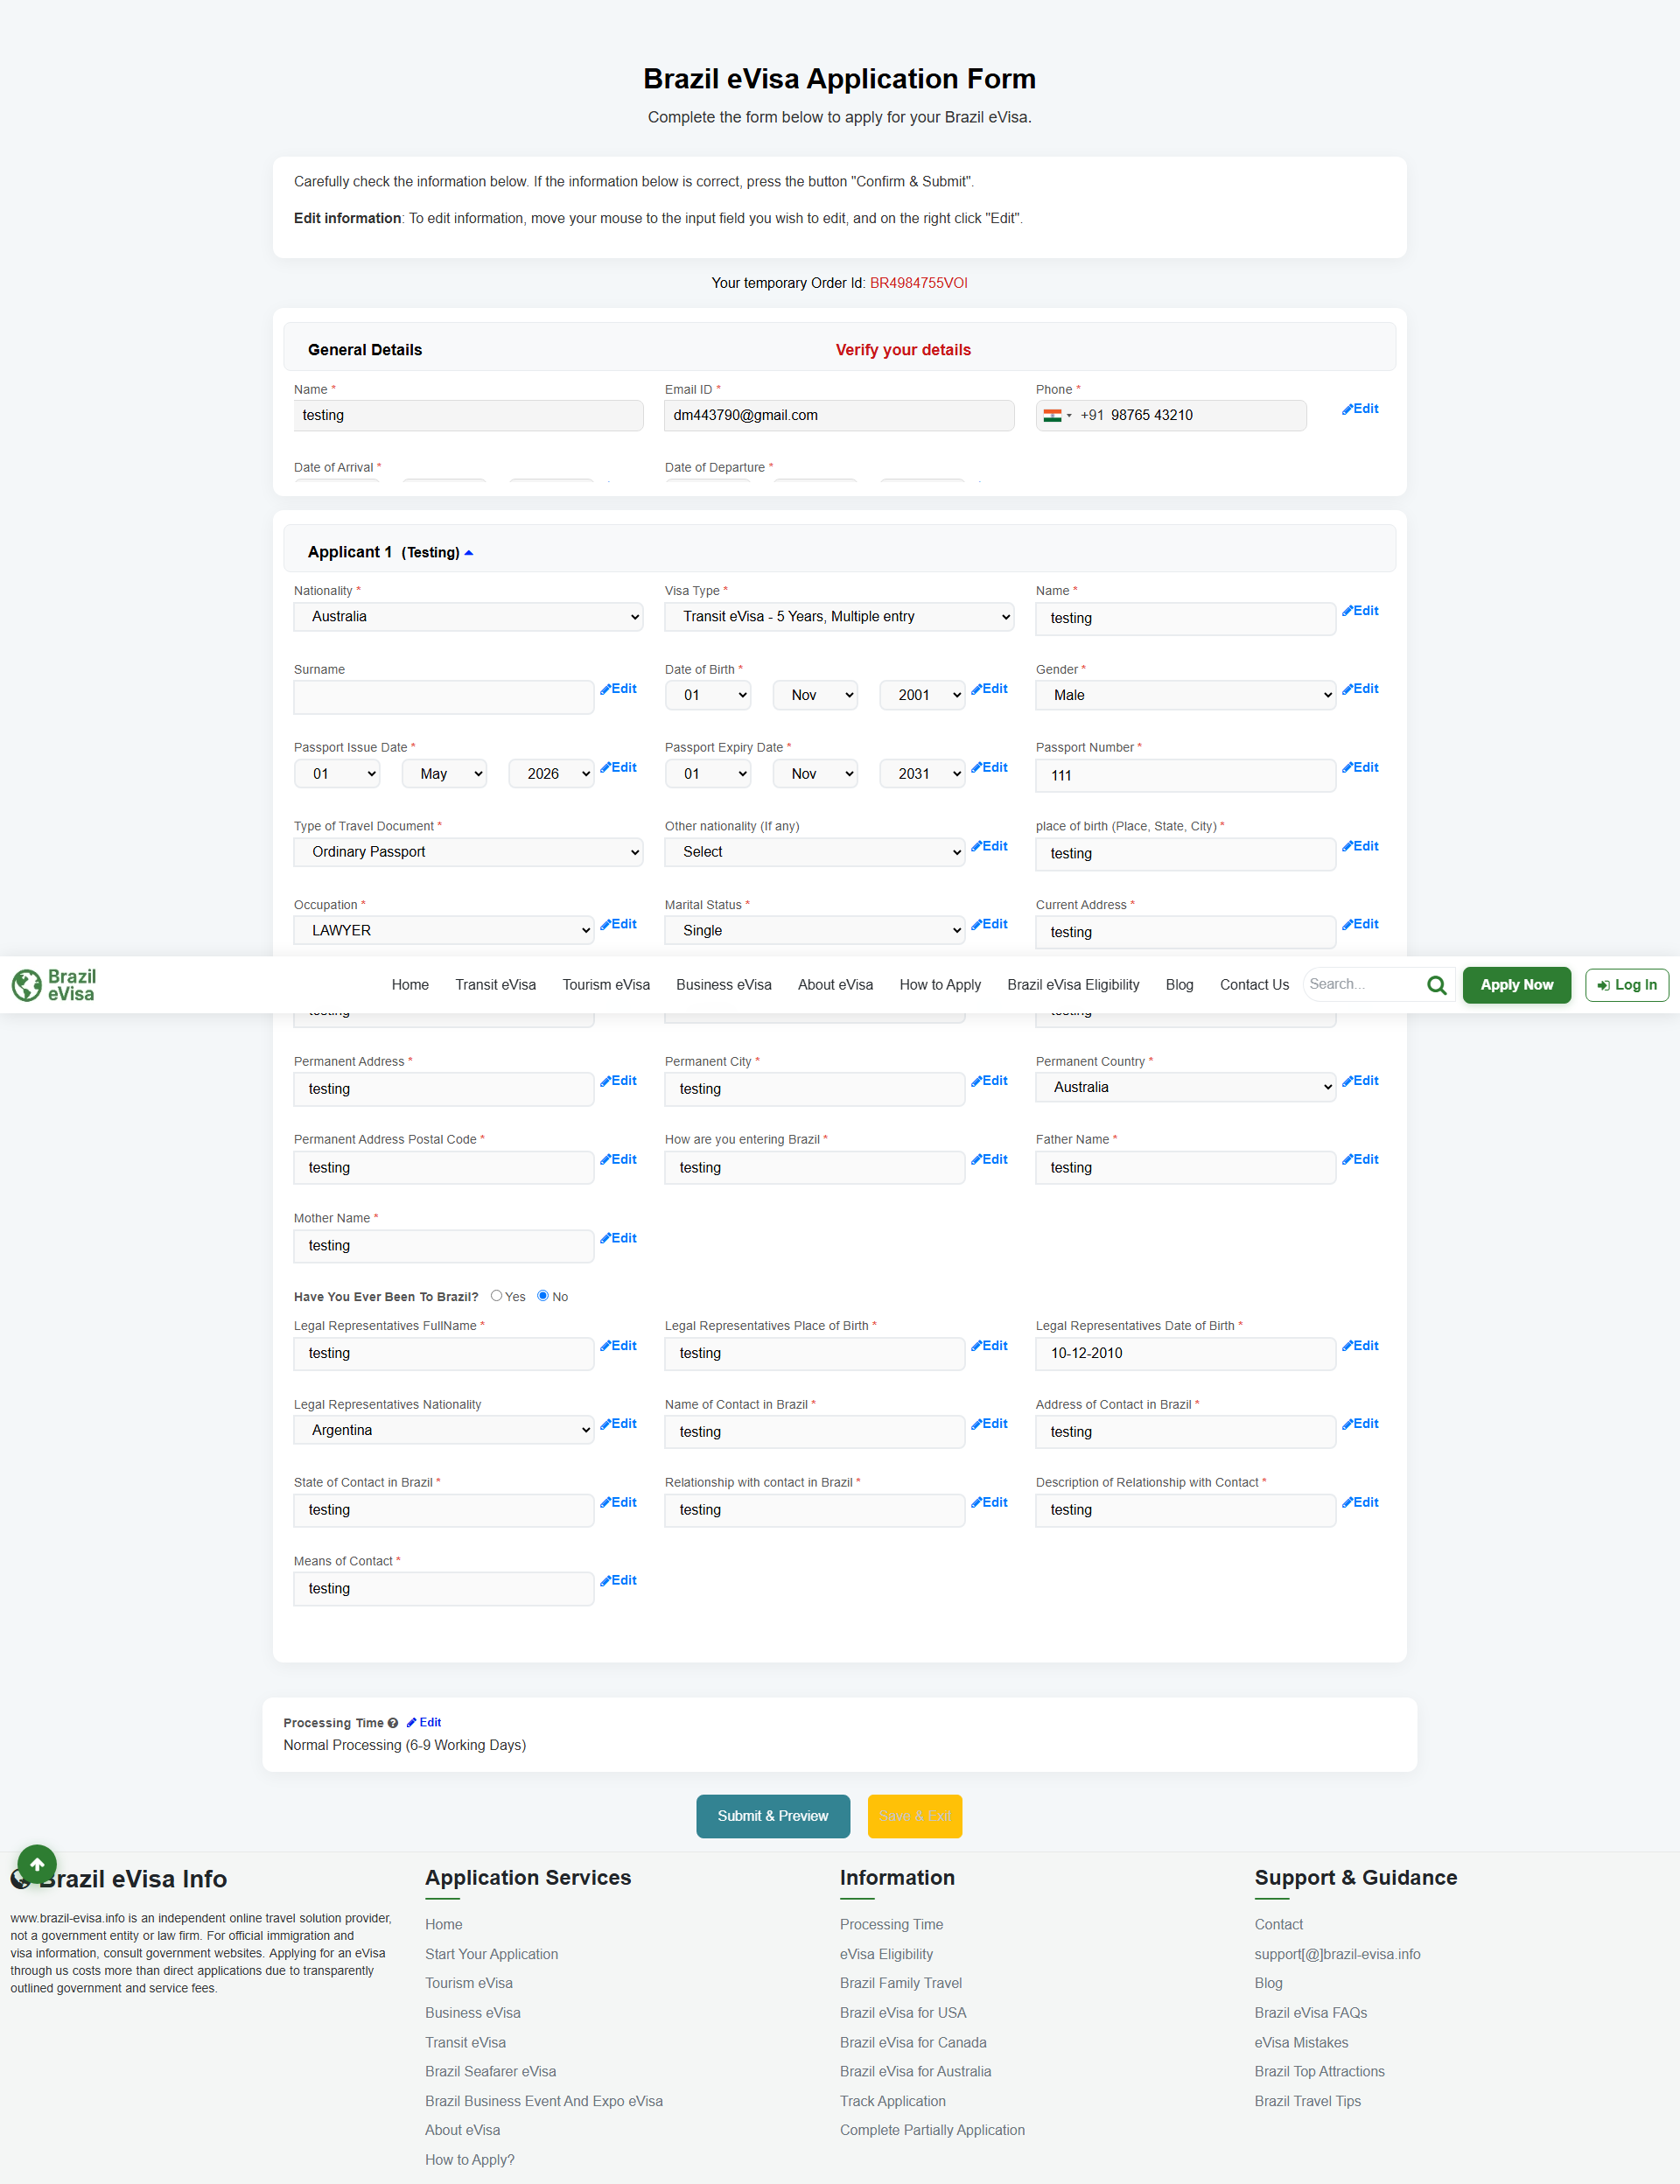 Brazil eVisa Application Form
Complete the form below to apply for your Brazil eVisa.
Carefully check the information below. If the information below is correct, press the button "Confirm & Submit".
Edit information: To edit information, move your mouse to the input field you wish to edit, and on the right click "Edit".
Your temporary Order Id: BR4984755VOI
General Details Verify your details
Name * Email ID * Phone *
testing dm443790@gmail.com +91 98765 43210 Edit
Date of Arrival * Date of Departure *
Applicant 1 (Testing)
Nationality * Visa Type * Name *
Australia Transit eVisa - 5 Years, Multiple entry testing Edit
Surname Date of Birth * Gender *
Edit 01 Nov 2001 Edit Male Edit
Passport Issue Date * Passport Expiry Date * Passport Number *
01 May 2026 Edit 01 Nov 2031 Edit 111 Edit
Type of Travel Document * Other nationality (If any) place of birth (Place, State, City) *
Ordinary Passport Select Edit testing Edit
Occupation * Marital Status * Current Address *
LAWYER Edit Single Edit testing Edit
Brazil eVisa Home Transit eVisa Tourism eVisa Business eVisa About eVisa How to Apply Brazil eVisa Eligibility Blog Contact Us Search... Apply Now Log In
testing testing
Permanent Address * Permanent City * Permanent Country *
testing Edit testing Edit Australia Edit
Permanent Address Postal Code * How are you entering Brazil * Father Name *
testing Edit testing Edit testing Edit
Mother Name *
testing Edit
Have You Ever Been To Brazil? Yes No
Legal Representatives FullName * Legal Representatives Place of Birth * Legal Representatives Date of Birth *
testing Edit testing Edit 10-12-2010 Edit
Legal Representatives Nationality Name of Contact in Brazil * Address of Contact in Brazil *
Argentina Edit testing Edit testing Edit
State of Contact in Brazil * Relationship with contact in Brazil * Description of Relationship with Contact *
testing Edit testing Edit testing Edit
Means of Contact *
testing Edit
Processing Time Edit
Normal Processing (6-9 Working Days)
Submit & Preview Save & Exit
Brazil eVisa Info
www.brazil-evisa.info is an independent online travel solution provider,
not a government entity or law firm. For official immigration and
visa information, consult government websites. Applying for an eVisa
through us costs more than direct applications due to transparently
outlined government and service fees.
Application Services
Home
Start Your Application
Tourism eVisa
Business eVisa
Transit eVisa
Brazil Seafarer eVisa
Brazil Business Event And Expo eVisa
About eVisa
How to Apply?
Information
Processing Time
eVisa Eligibility
Brazil Family Travel
Brazil eVisa for USA
Brazil eVisa for Canada
Brazil eVisa for Australia
Track Application
Complete Partially Application
Support & Guidance
Contact
support[@]brazil-evisa.info
Blog
Brazil eVisa FAQs
eVisa Mistakes
Brazil Top Attractions
Brazil Travel Tips